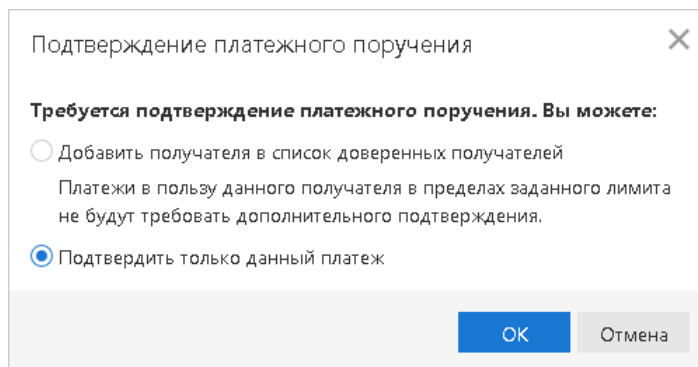 Подтверждение платежного поручения
Требуется подтверждение платежного поручения. Вы можете:
Добавить получателя в список доверенных получателей
Платежи в пользу данного получателя в пределах заданного лимита
не будут требовать дополнительного подтверждения.
Подтвердить только данный платеж
ОК Отмена